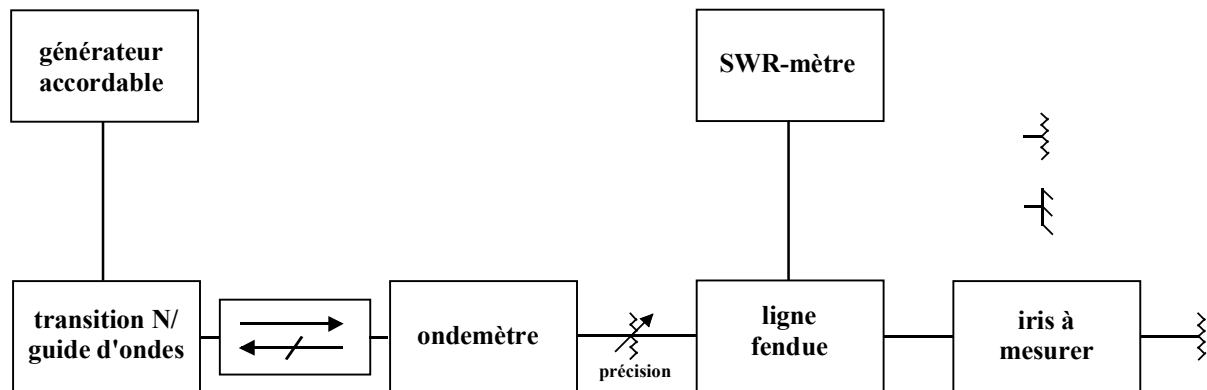 générateur
accordable
SWR-mètre
transition N/
guide d'ondes
ondemètre
précision
ligne
fendue
iris à
mesurer